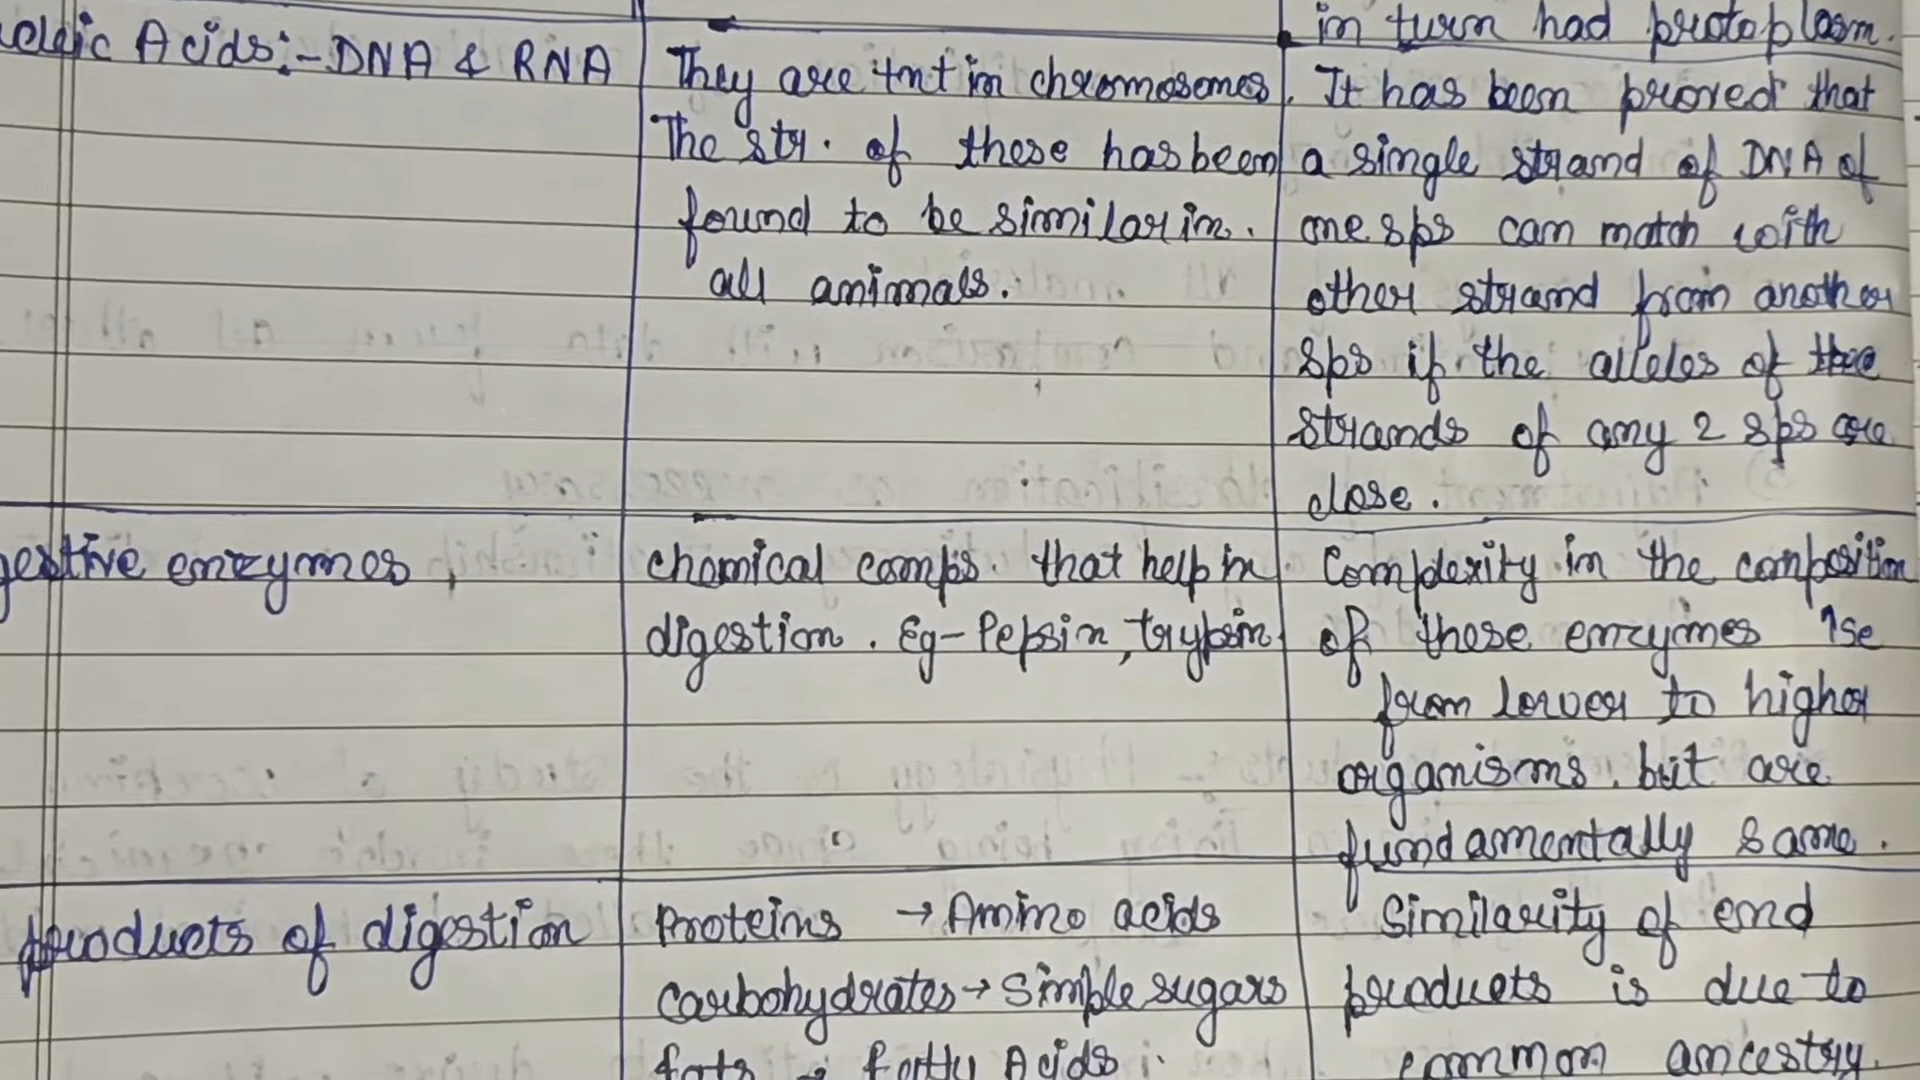 in turn had protoplasm.
cleic Acids:- DNA & RNA
They are tnt in chromosomes.
The str. of these has been
found to be similar in.
all animals.
It has been proved that
a single strand of DNA of
one sps can match with
other strand from another
sps if the alleles of the
strands of any 2 sps are
close.
gestive enzymes
chemical comps. that help in
digestion. Eg- Pepsin, trypsin
Complexity in the composition
of these enzymes ↑se
from lower to higher
organisms. but are
fundamentally same.
products of digestion
Proteins → Amino acids
carbohydrates → Simple sugars
fats → fatty Acids.
Similarity of end
products is due to
common ancestry.